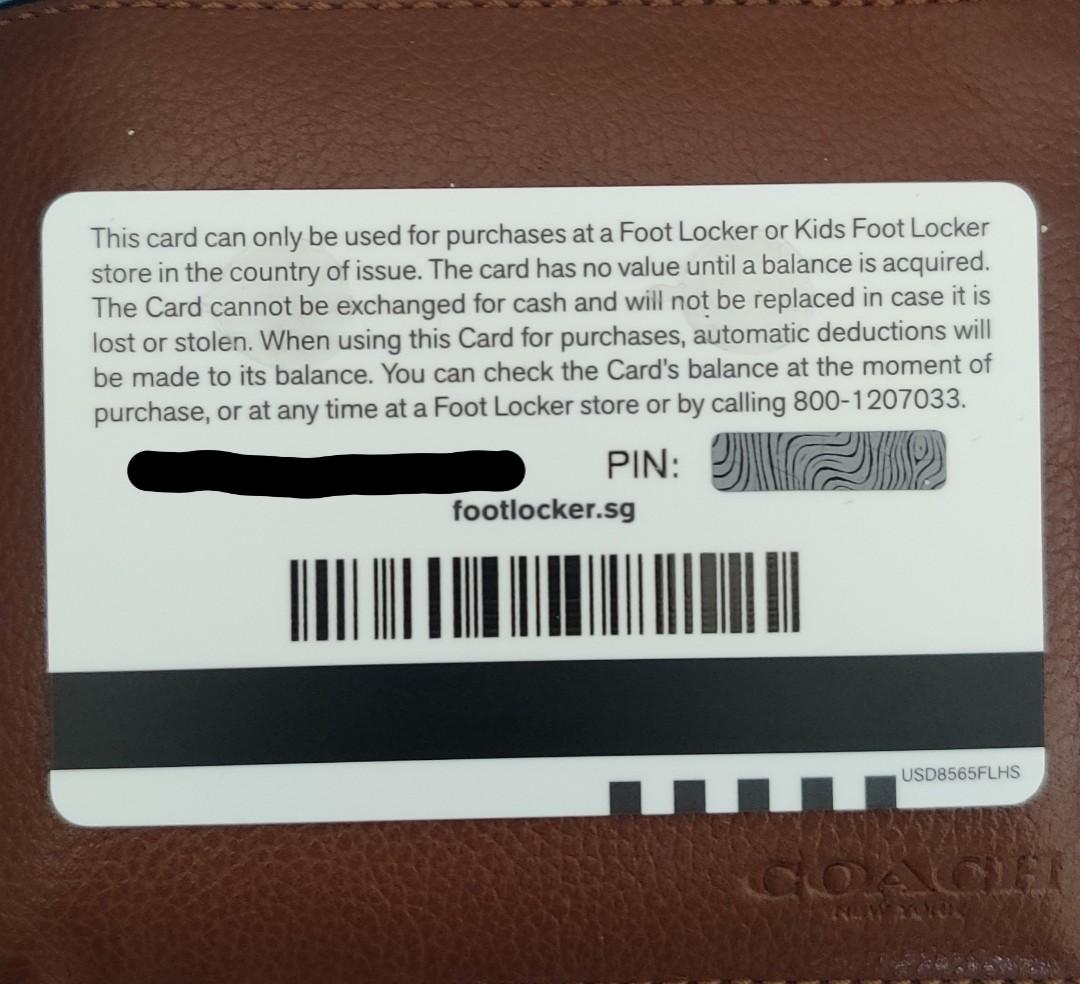 This card can only be used for purchases at a Foot Locker or Kids Foot Locker
store in the country of issue. The card has no value until a balance is acquired.
The Card cannot be exchanged for cash and will not be replaced in case it is
lost or stolen. When using this Card for purchases, automatic deductions will
be made to its balance. You can check the Card's balance at the moment of
purchase, or at any time at a Foot Locker store or by calling 800-1207033.
PIN:
footlocker.sg
USD8565FLHS
COACH
NEW YORK